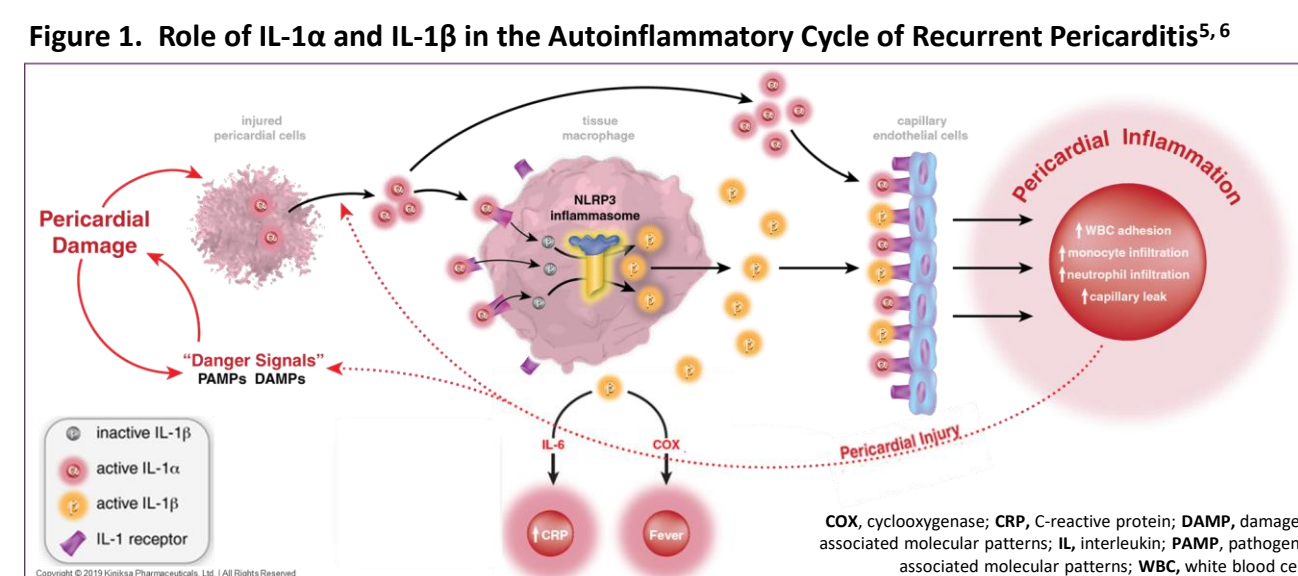 Figure 1. Role of IL-1α and IL-1β in the Autoinflammatory Cycle of Recurrent Pericarditis5, 6
injured
pericardial cells
tissue
macrophage
capillary
endothelial cells
Pericardial Inflammation
NLRP3
inflammasome
Pericardial
Damage
WBC adhesion
monocyte infiltration
neutrophil infiltration
capillary leak
"Danger Signals"
PAMPs DAMPs
inactive IL-1β
active IL-1α
active IL-1β
IL-1 receptor
IL-6
COX
Pericardial Injury
CRP
Fever
COX, cyclooxygenase; CRP, C-reactive protein; DAMP, damage
associated molecular patterns; IL, interleukin; PAMP, pathogen
associated molecular patterns; WBC, white blood ce
Copyright © 2019 Kiniksa Pharmaceuticals, Ltd. | All Rights Reserved